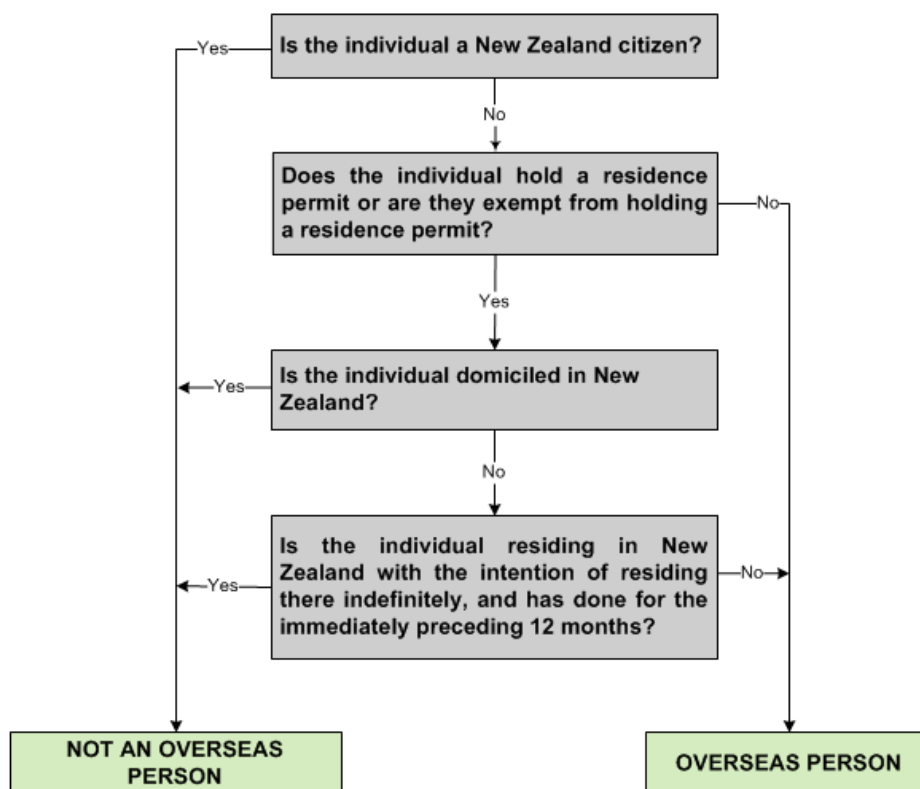 Is the individual a New Zealand citizen?
Yes
No
Does the individual hold a residence
permit or are they exempt from holding
a residence permit?
No
Yes
Is the individual domiciled in New
Zealand?
Yes
No
Is the individual residing in New
Zealand with the intention of residing
there indefinitely, and has done for the
immediately preceding 12 months?
Yes
No
NOT AN OVERSEAS
PERSON
OVERSEAS PERSON